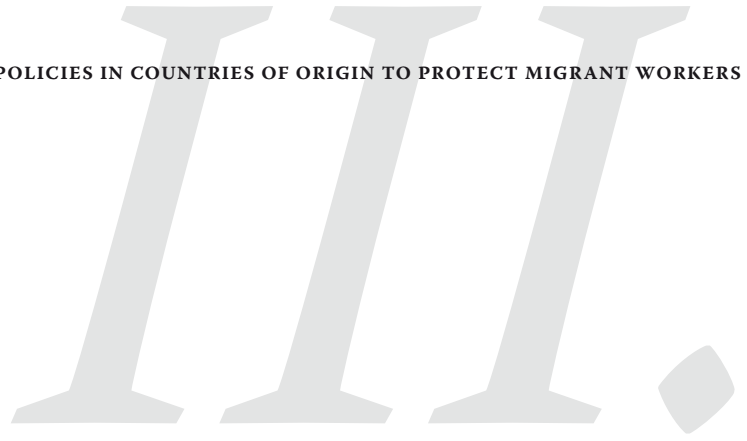 III.
POLICIES IN COUNTRIES OF ORIGIN TO PROTECT MIGRANT WORKERS